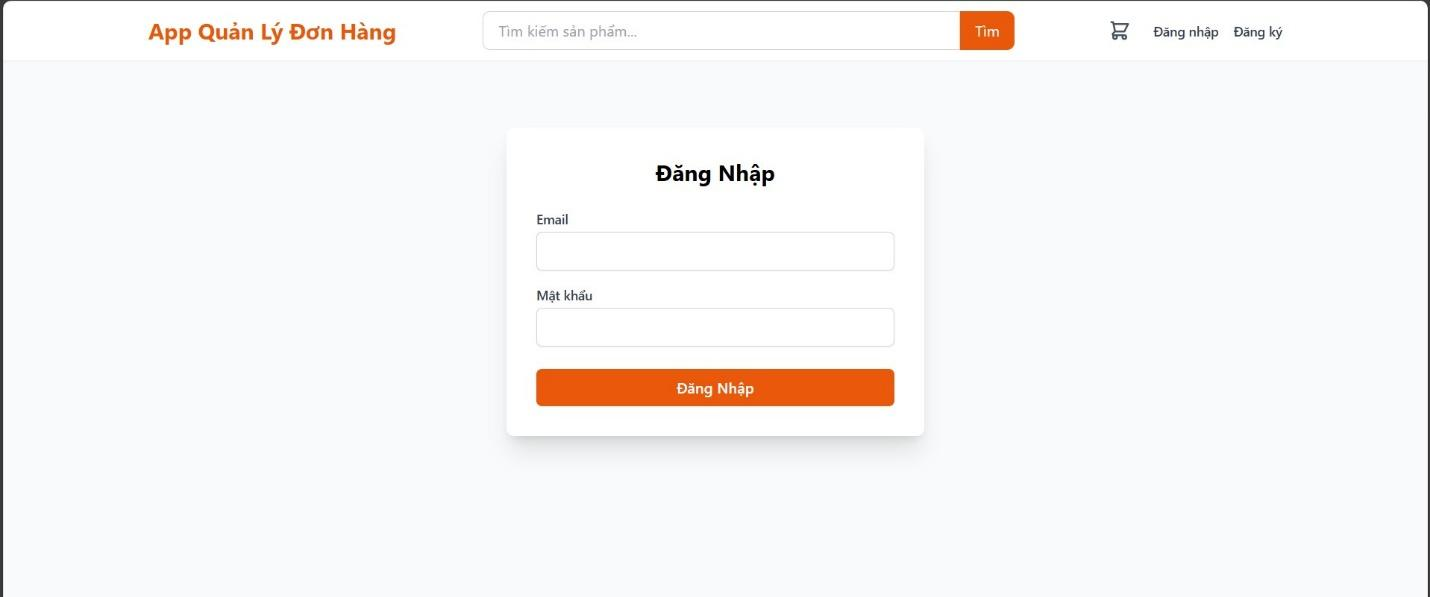 App Quản Lý Đơn Hàng
Tìm kiếm sản phẩm...
Tìm
Đăng nhập
Đăng ký
Đăng Nhập
Email
Mật khẩu
Đăng Nhập